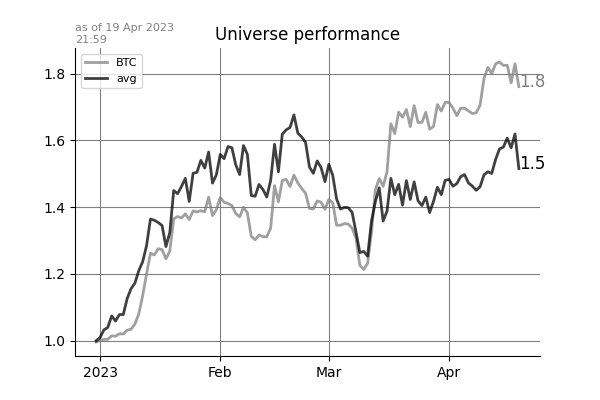 as of 19 Apr 2023
21:59
Universe performance
BTC
avg
1.8
1.6
1.4
1.2
1.0
1.8
1.5
2023
Feb
Mar
Apr